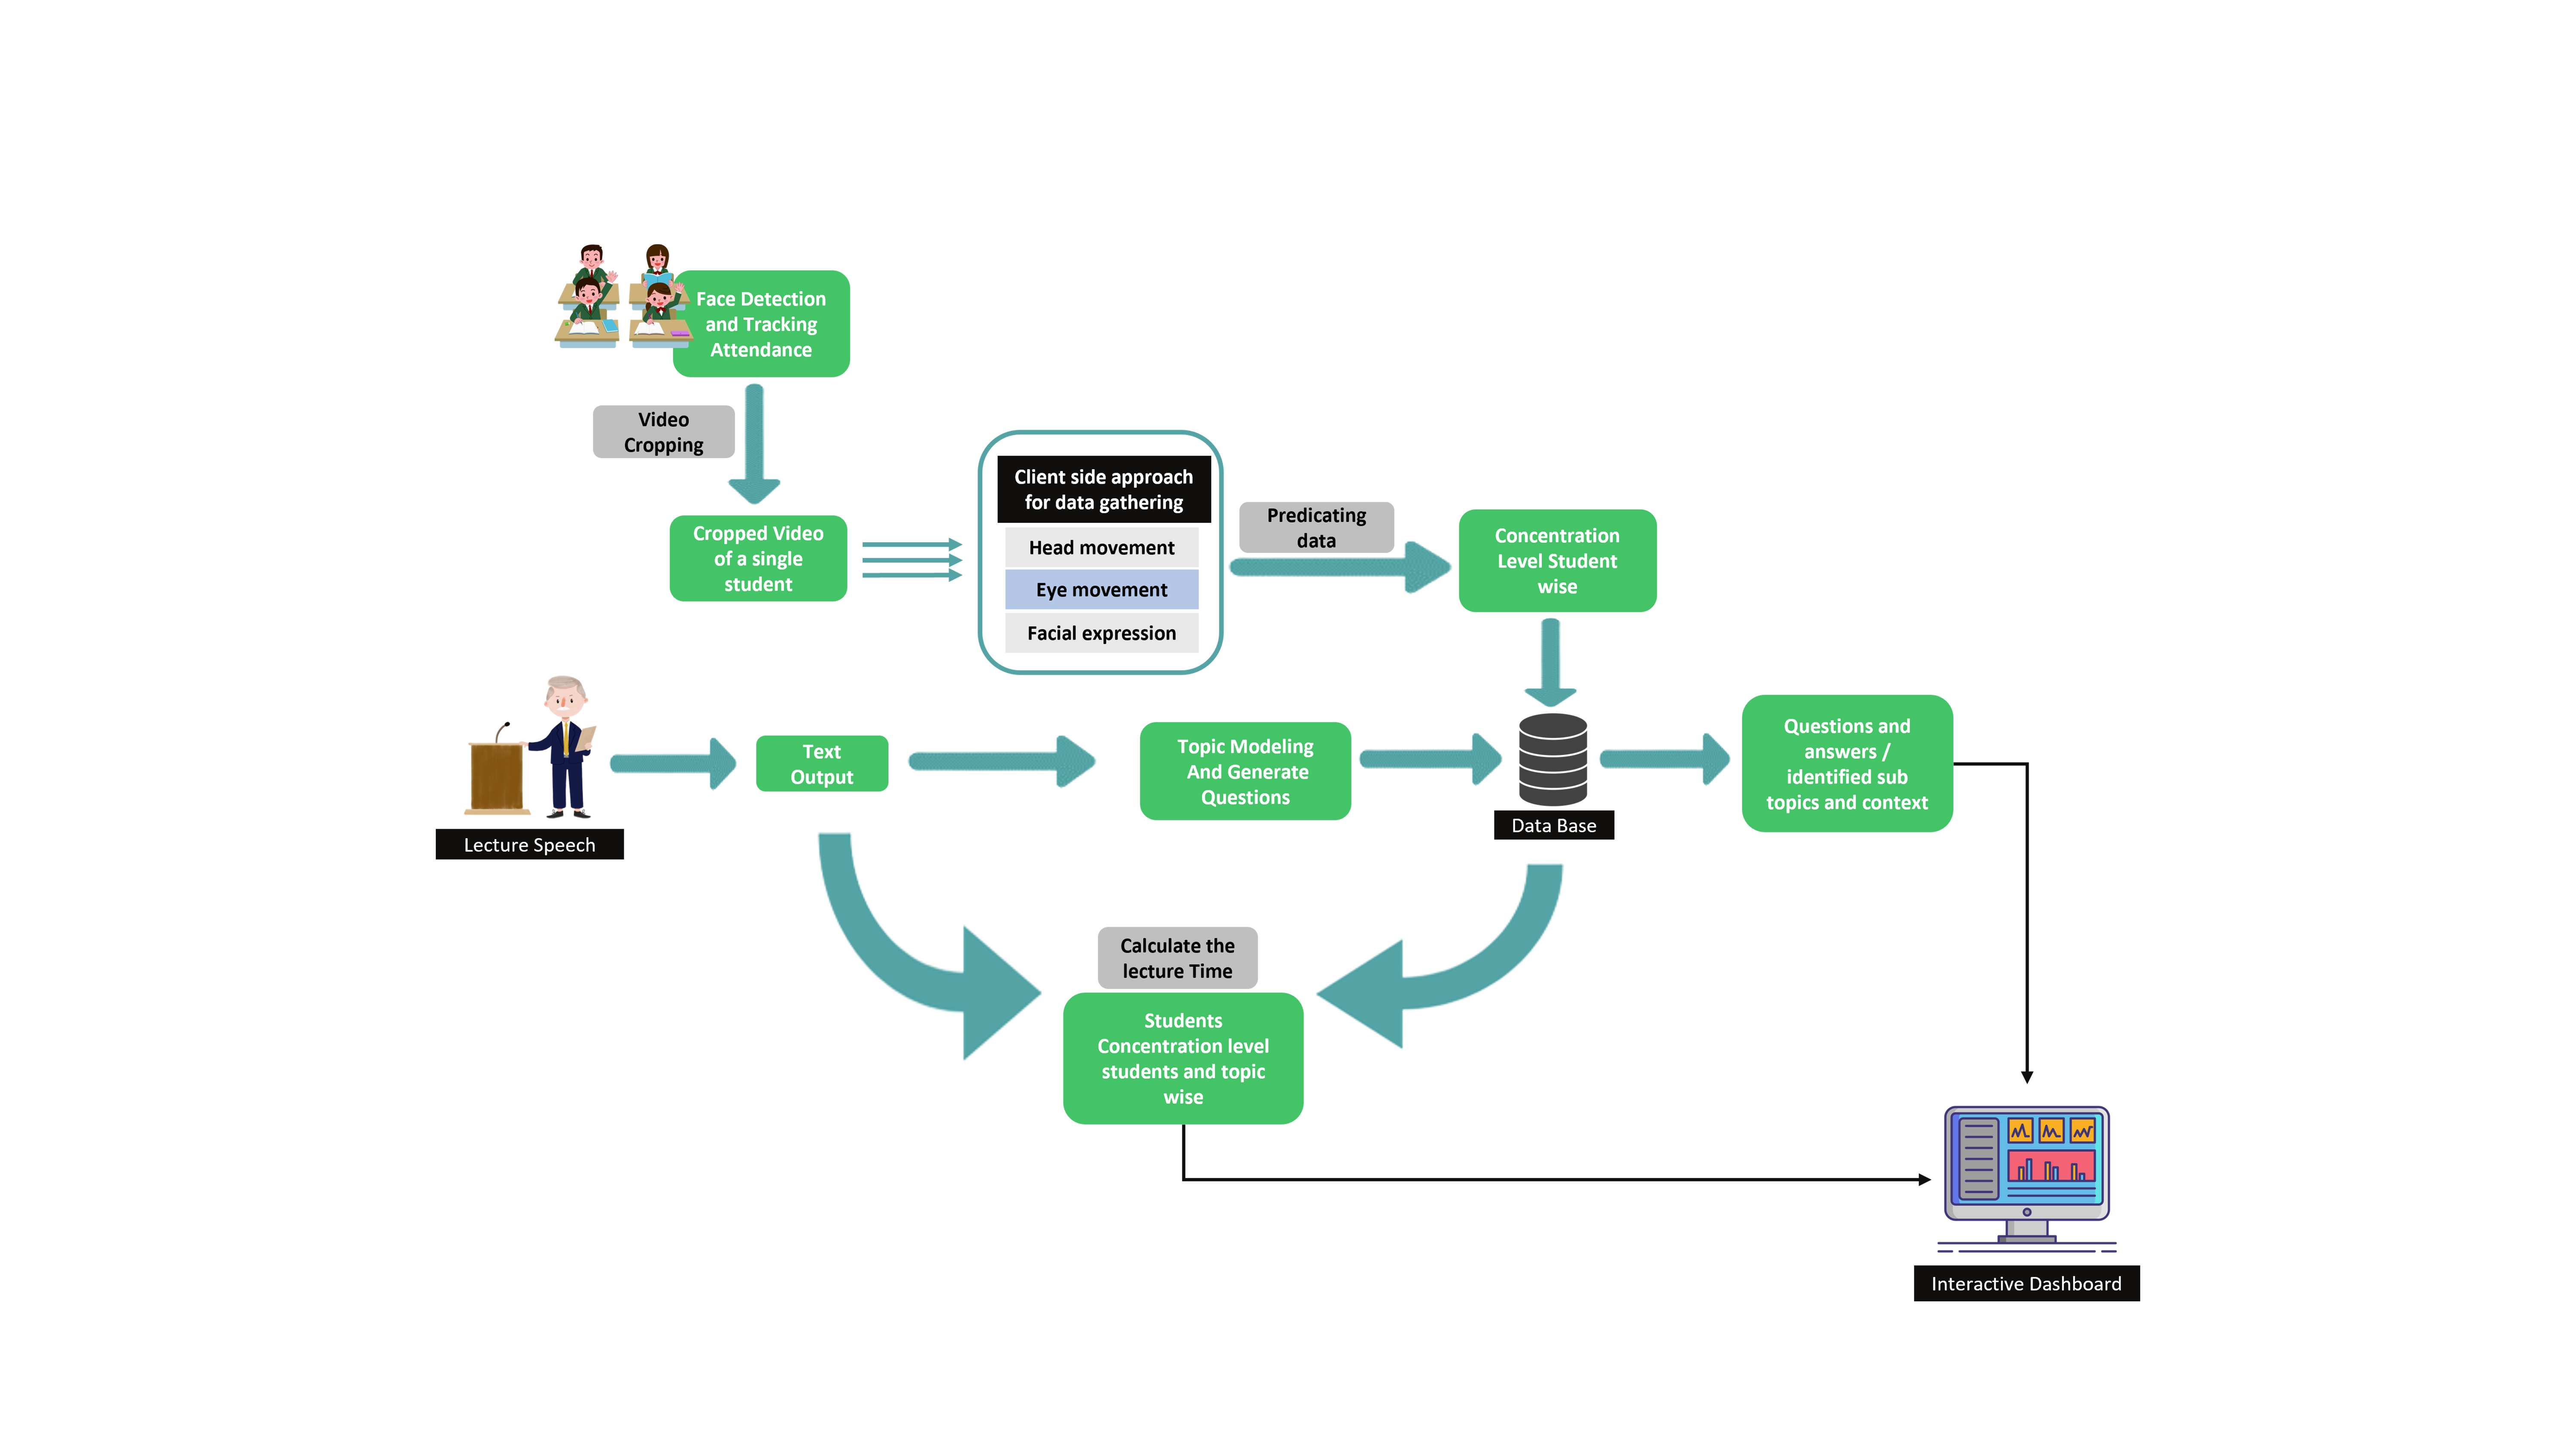 Face Detection
and Tracking
Attendance
Video
Cropping
Cropped Video
of a single
student
Client side approach
for data gathering
Head movement
Eye movement
Facial expression
Predicating
data
Concentration
Level Student
wise
Lecture Speech
Text
Output
Topic Modeling
And Generate
Questions
Data Base
Questions and
answers /
identified sub
topics and context
Calculate the
lecture Time
Students
Concentration level
students and topic
wise
Interactive Dashboard